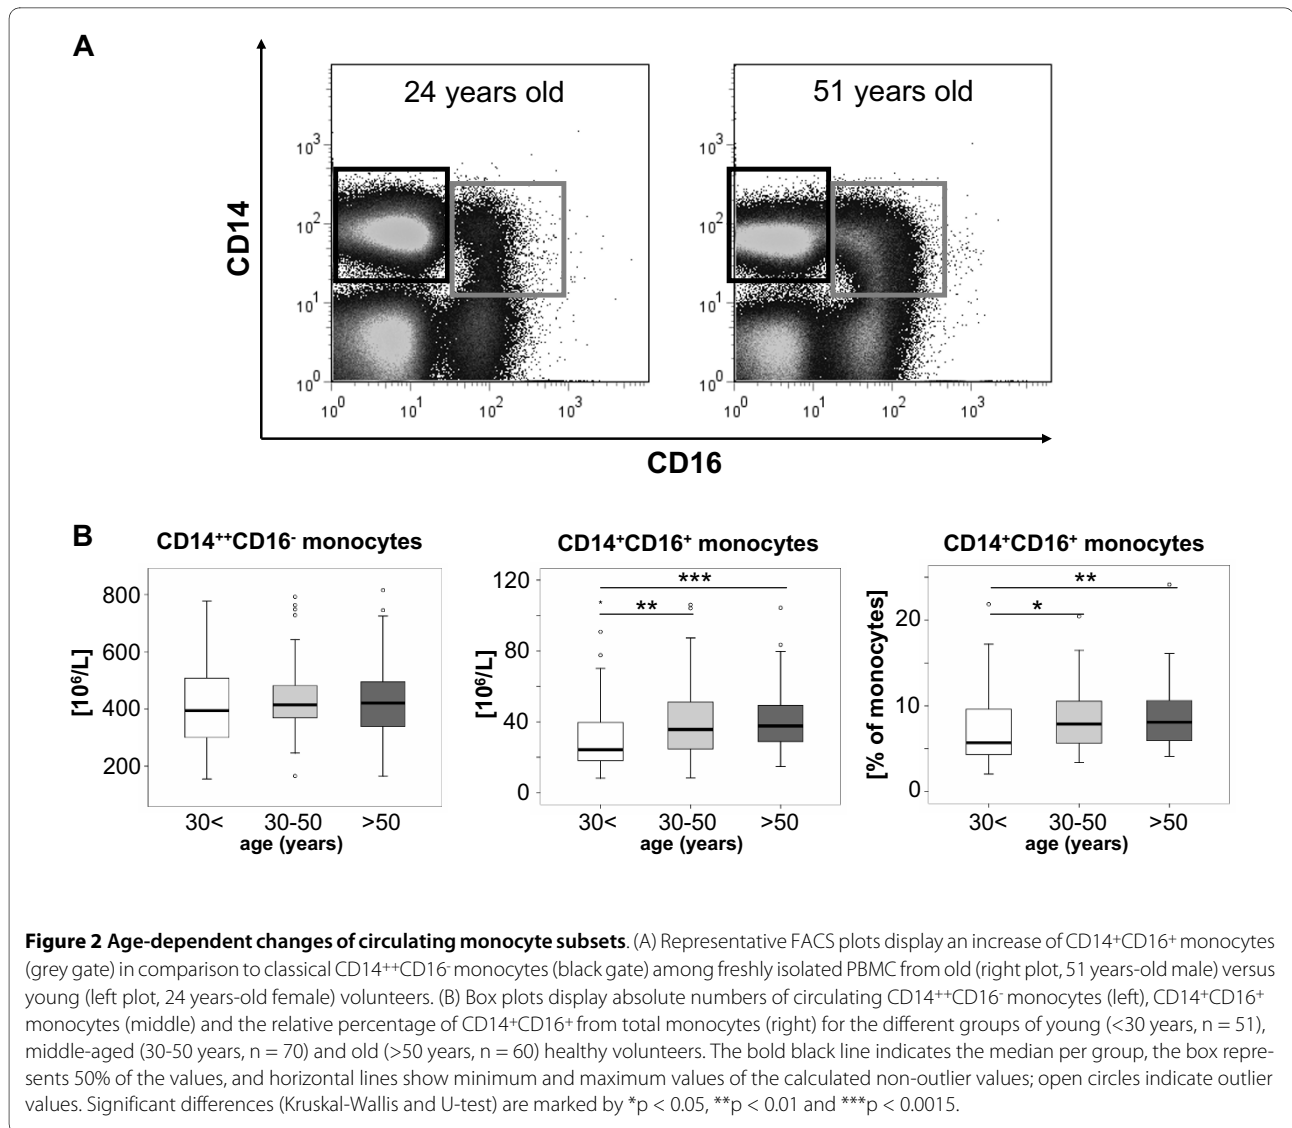 A
24 years old
51 years old
10³
10²
10¹
10⁰
10³
10²
10¹
10⁰
CD14
10⁰ 10¹ 10² 10³
10⁰ 10¹ 10² 10³
CD16
B
CD14⁺⁺CD16⁻ monocytes
CD14⁺CD16⁺ monocytes
CD14⁺CD16⁺ monocytes
[10⁶/L]
800
600
400
200
30< 30-50 >50
age (years)
[10⁶/L]
120
80
40
0
***
**
30< 30-50 >50
age (years)
[% of monocytes]
20
10
0
**
*
30< 30-50 >50
age (years)
Figure 2 Age-dependent changes of circulating monocyte subsets. (A) Representative FACS plots display an increase of CD14⁺CD16⁺ monocytes
(grey gate) in comparison to classical CD14⁺⁺CD16⁻ monocytes (black gate) among freshly isolated PBMC from old (right plot, 51 years-old male) versus
young (left plot, 24 years-old female) volunteers. (B) Box plots display absolute numbers of circulating CD14⁺⁺CD16⁻ monocytes (left), CD14⁺CD16⁺
monocytes (middle) and the relative percentage of CD14⁺CD16⁺ from total monocytes (right) for the different groups of young (<30 years, n = 51),
middle-aged (30-50 years, n = 70) and old (>50 years, n = 60) healthy volunteers. The bold black line indicates the median per group, the box repre-
sents 50% of the values, and horizontal lines show minimum and maximum values of the calculated non-outlier values; open circles indicate outlier
values. Significant differences (Kruskal-Wallis and U-test) are marked by *p < 0.05, **p < 0.01 and ***p < 0.0015.